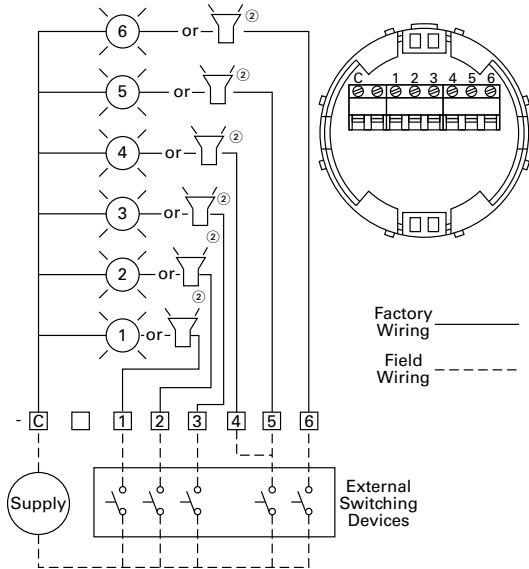 6 or ②
5 or ②
4 or ②
3 or ②
2 or ②
1 or ②
C 1 2 3 4 5 6
Factory
Wiring
Field
Wiring
- C 1 2 3 4 5 6
Supply
External
Switching
Devices